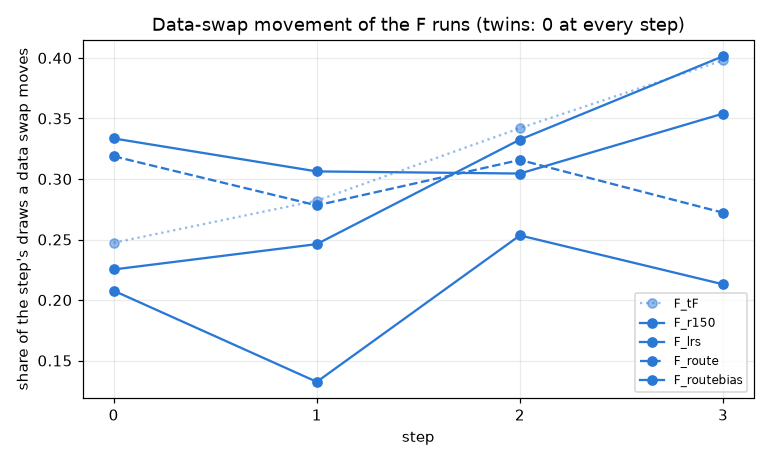 Data-swap movement of the F runs (twins: 0 at every step)
share of the step's draws a data swap moves
0.40
0.35
0.30
0.25
0.20
0.15
0 1 2 3
step
F_tF
F_r150
F_lrs
F_route
F_routebias